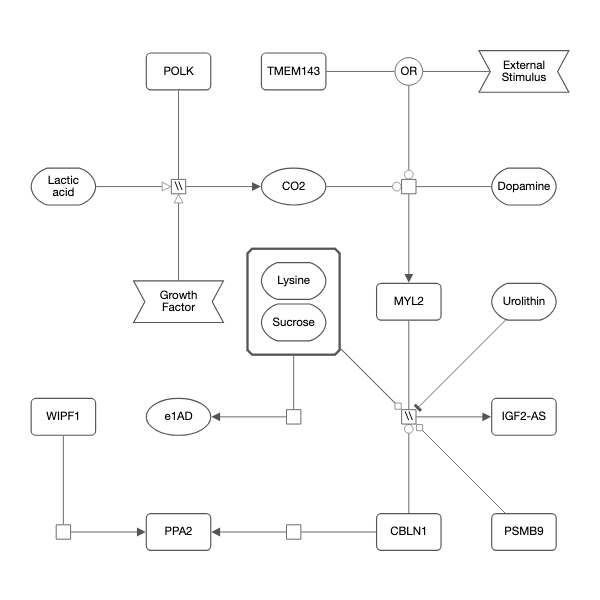 POLK
TMEM143
OR
External
Stimulus
Lactic
acid
\\
CO2
Dopamine
Growth
Factor
Lysine
Sucrose
MYL2
Urolithin
WIPF1
e1AD
\\
IGF2-AS
PPA2
CBLN1
PSMB9